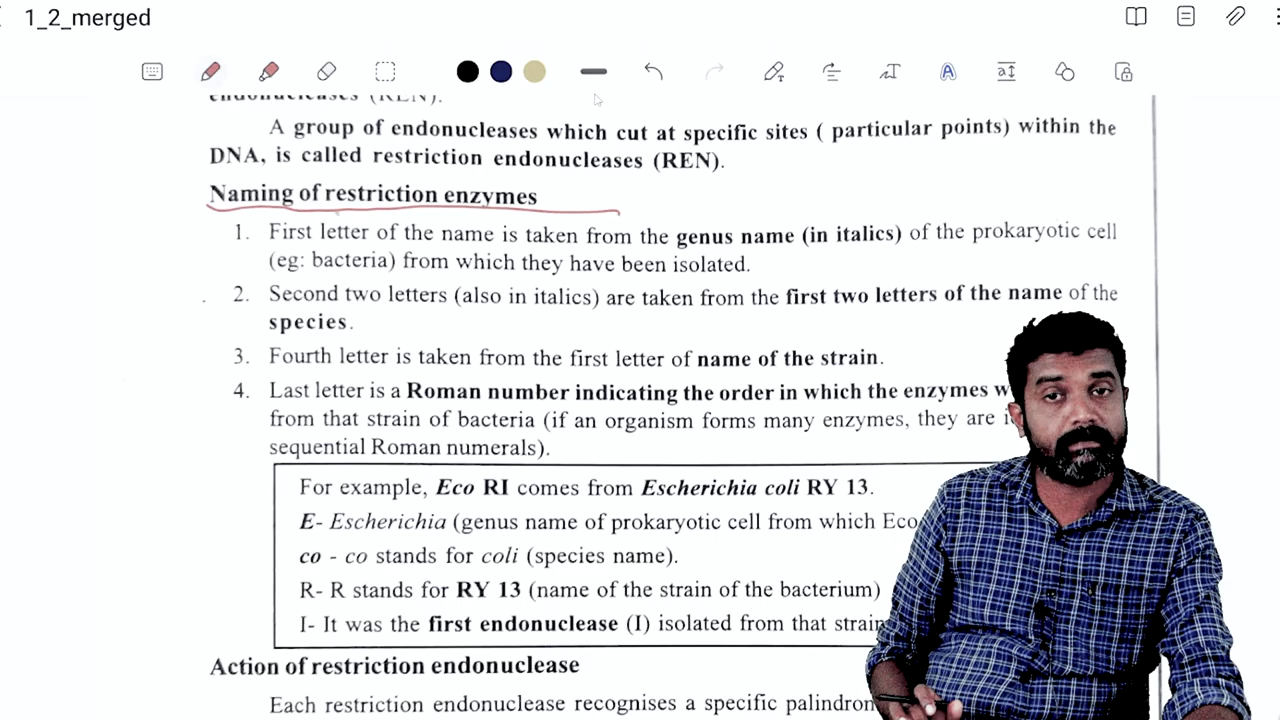 1_2_merged
endonucleases (REN).
A group of endonucleases which cut at specific sites ( particular points) within the
DNA, is called restriction endonucleases (REN).
Naming of restriction enzymes
1. First letter of the name is taken from the genus name (in italics) of the prokaryotic cell
(eg: bacteria) from which they have been isolated.
2. Second two letters (also in italics) are taken from the first two letters of the name of the
species.
3. Fourth letter is taken from the first letter of name of the strain.
4. Last letter is a Roman number indicating the order in which the enzymes
from that strain of bacteria (if an organism forms many enzymes, they are
sequential Roman numerals).
For example, Eco RI comes from Escherichia coli RY 13.
E- Escherichia (genus name of prokaryotic cell from which Eco
co - co stands for coli (species name).
R- R stands for RY 13 (name of the strain of the bacterium)
I- It was the first endonuclease (I) isolated from that strain
Action of restriction endonuclease
Each restriction endonuclease recognises a specific